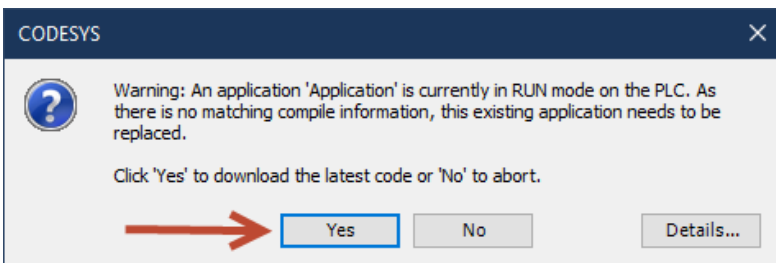 CODESYS
Warning: An application 'Application' is currently in RUN mode on the PLC. As
there is no matching compile information, this existing application needs to be
replaced.
Click 'Yes' to download the latest code or 'No' to abort.
Yes
No
Details...